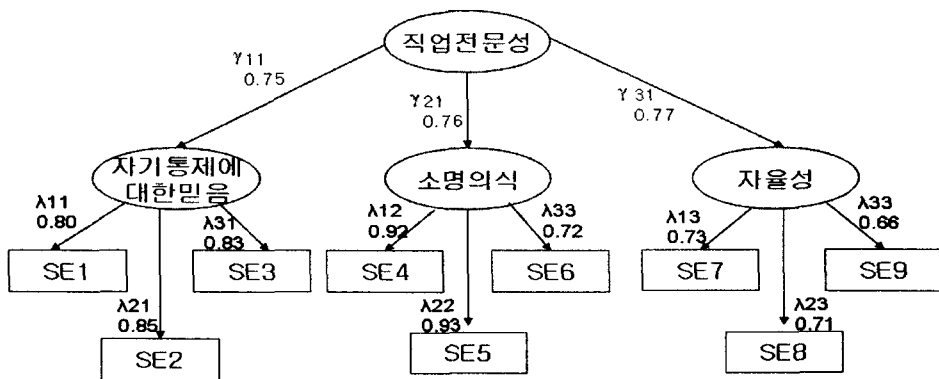 직업전문성
γ11
0.75
γ21
0.76
γ31
0.77
자기통제에
대한믿음
소명의식
자율성
λ11
0.80
λ31
0.83
λ12
0.92
λ33
0.72
λ13
0.73
λ33
0.66
SE1
SE3
SE4
SE6
SE7
SE9
λ21
0.85
λ22
0.93
λ23
0.71
SE2
SE5
SE8